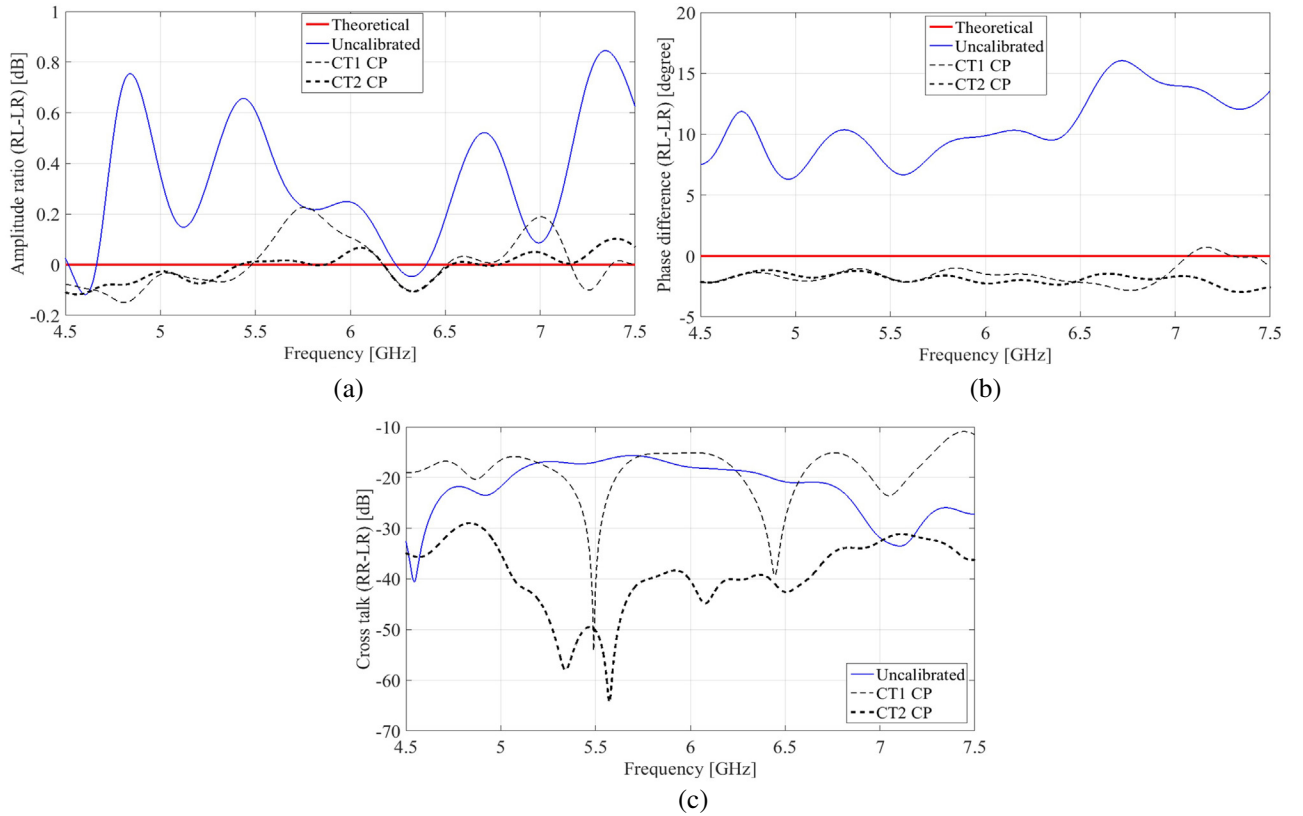 Amplitude ratio (RL-LR) [dB]
1
0.8
0.6
0.4
0.2
0
-0.2
Theoretical
Uncalibrated
CT1 CP
CT2 CP
4.5
5
5.5
6
6.5
7
7.5
Frequency [GHz]
(a)
Phase difference (RL-LR) [degree]
20
15
10
5
0
-5
Theoretical
Uncalibrated
CT1 CP
CT2 CP
4.5
5
5.5
6
6.5
7
7.5
Frequency [GHz]
(b)
Cross talk (RR-LR) [dB]
-10
-20
-30
-40
-50
-60
-70
Uncalibrated
CT1 CP
CT2 CP
4.5
5
5.5
6
6.5
7
7.5
Frequency [GHz]
(c)